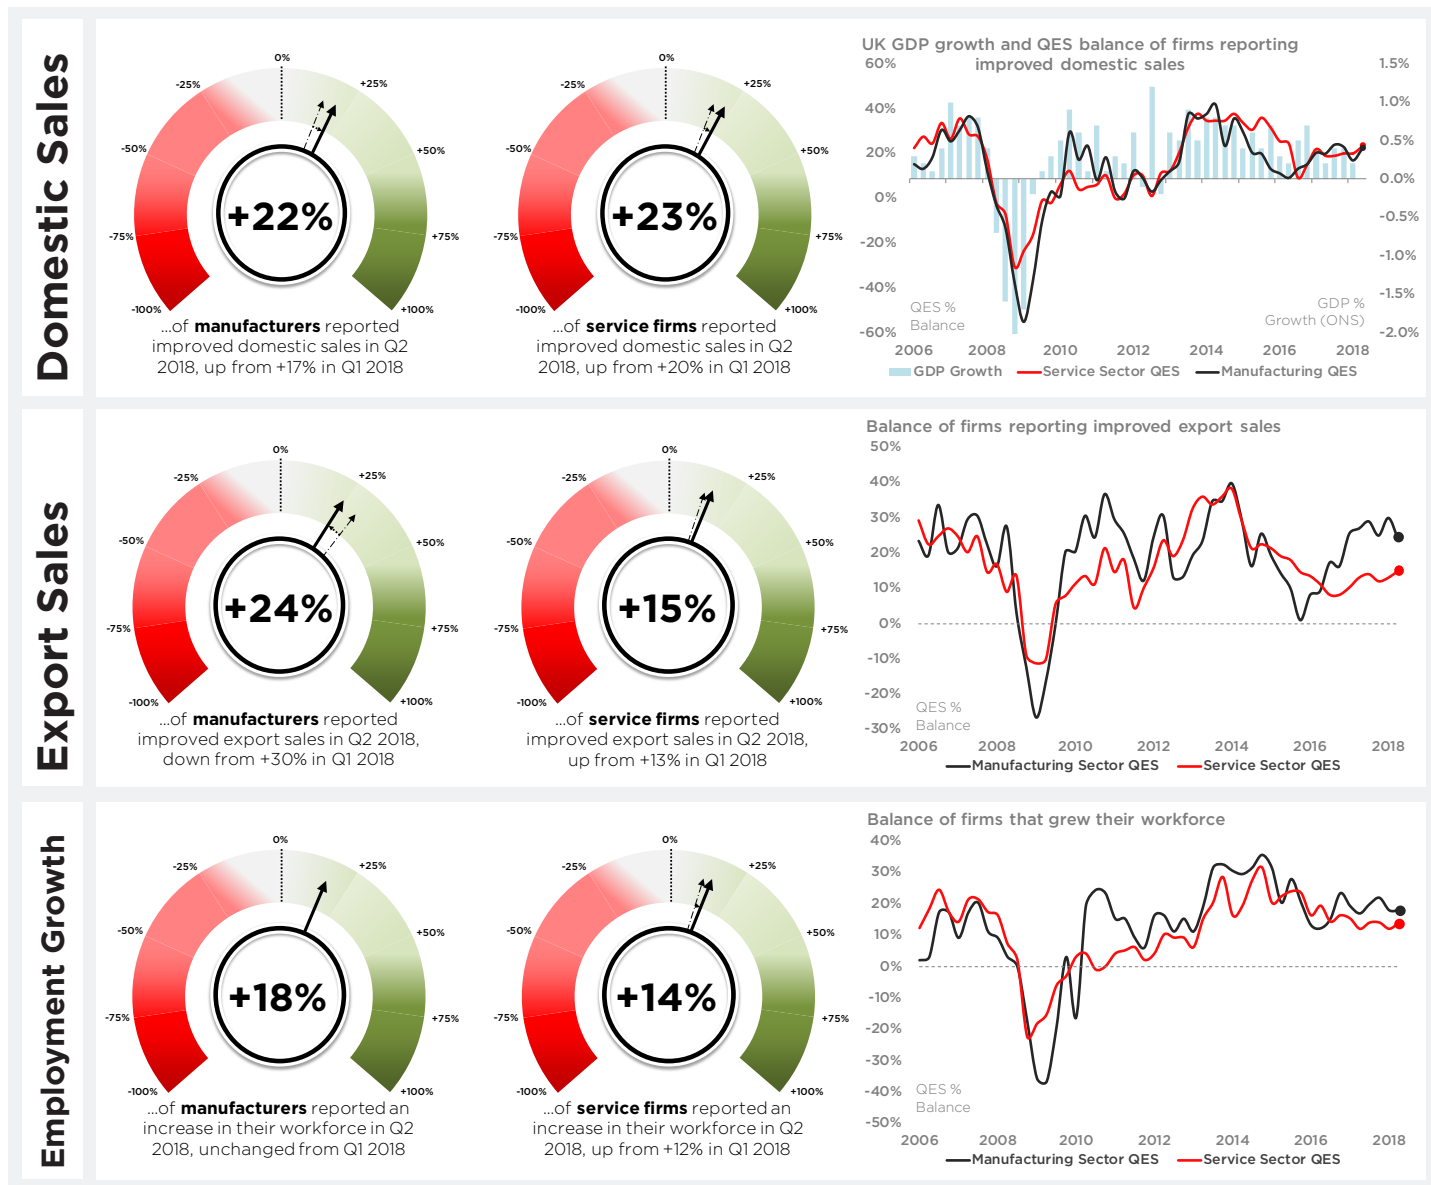 Domestic Sales
0%
-25%
+25%
-50%
+50%
-75%
+75%
-100%
+100%
+22%
...of manufacturers reported
improved domestic sales in Q2
2018, up from +17% in Q1 2018
0%
-25%
+25%
-50%
+50%
-75%
+75%
-100%
+100%
+23%
...of service firms reported
improved domestic sales in Q2
2018, up from +20% in Q1 2018
UK GDP growth and QES balance of firms reporting
improved domestic sales
60%
40%
20%
0%
-20%
-40%
-60%
1.5%
1.0%
0.5%
0.0%
-0.5%
-1.0%
-1.5%
-2.0%
QES %
Balance
GDP %
Growth (ONS)
2006 2008 2010 2012 2014 2016 2018
GDP Growth Service Sector QES Manufacturing QES
Export Sales
0%
-25%
+25%
-50%
+50%
-75%
+75%
-100%
+100%
+24%
...of manufacturers reported
improved export sales in Q2 2018,
down from +30% in Q1 2018
0%
-25%
+25%
-50%
+50%
-75%
+75%
-100%
+100%
+15%
...of service firms reported
improved export sales in Q2 2018,
up from +13% in Q1 2018
Balance of firms reporting improved export sales
50%
40%
30%
20%
10%
0%
-10%
-20%
-30%
QES %
Balance
2006 2008 2010 2012 2014 2016 2018
Manufacturing Sector QES Service Sector QES
Employment Growth
0%
-25%
+25%
-50%
+50%
-75%
+75%
-100%
+100%
+18%
...of manufacturers reported an
increase in their workforce in Q2
2018, unchanged from Q1 2018
0%
-25%
+25%
-50%
+50%
-75%
+75%
-100%
+100%
+14%
...of service firms reported an
increase in their workforce in Q2
2018, up from +12% in Q1 2018
Balance of firms that grew their workforce
40%
30%
20%
10%
0%
-10%
-20%
-30%
-40%
-50%
QES %
Balance
2006 2008 2010 2012 2014 2016 2018
Manufacturing Sector QES Service Sector QES